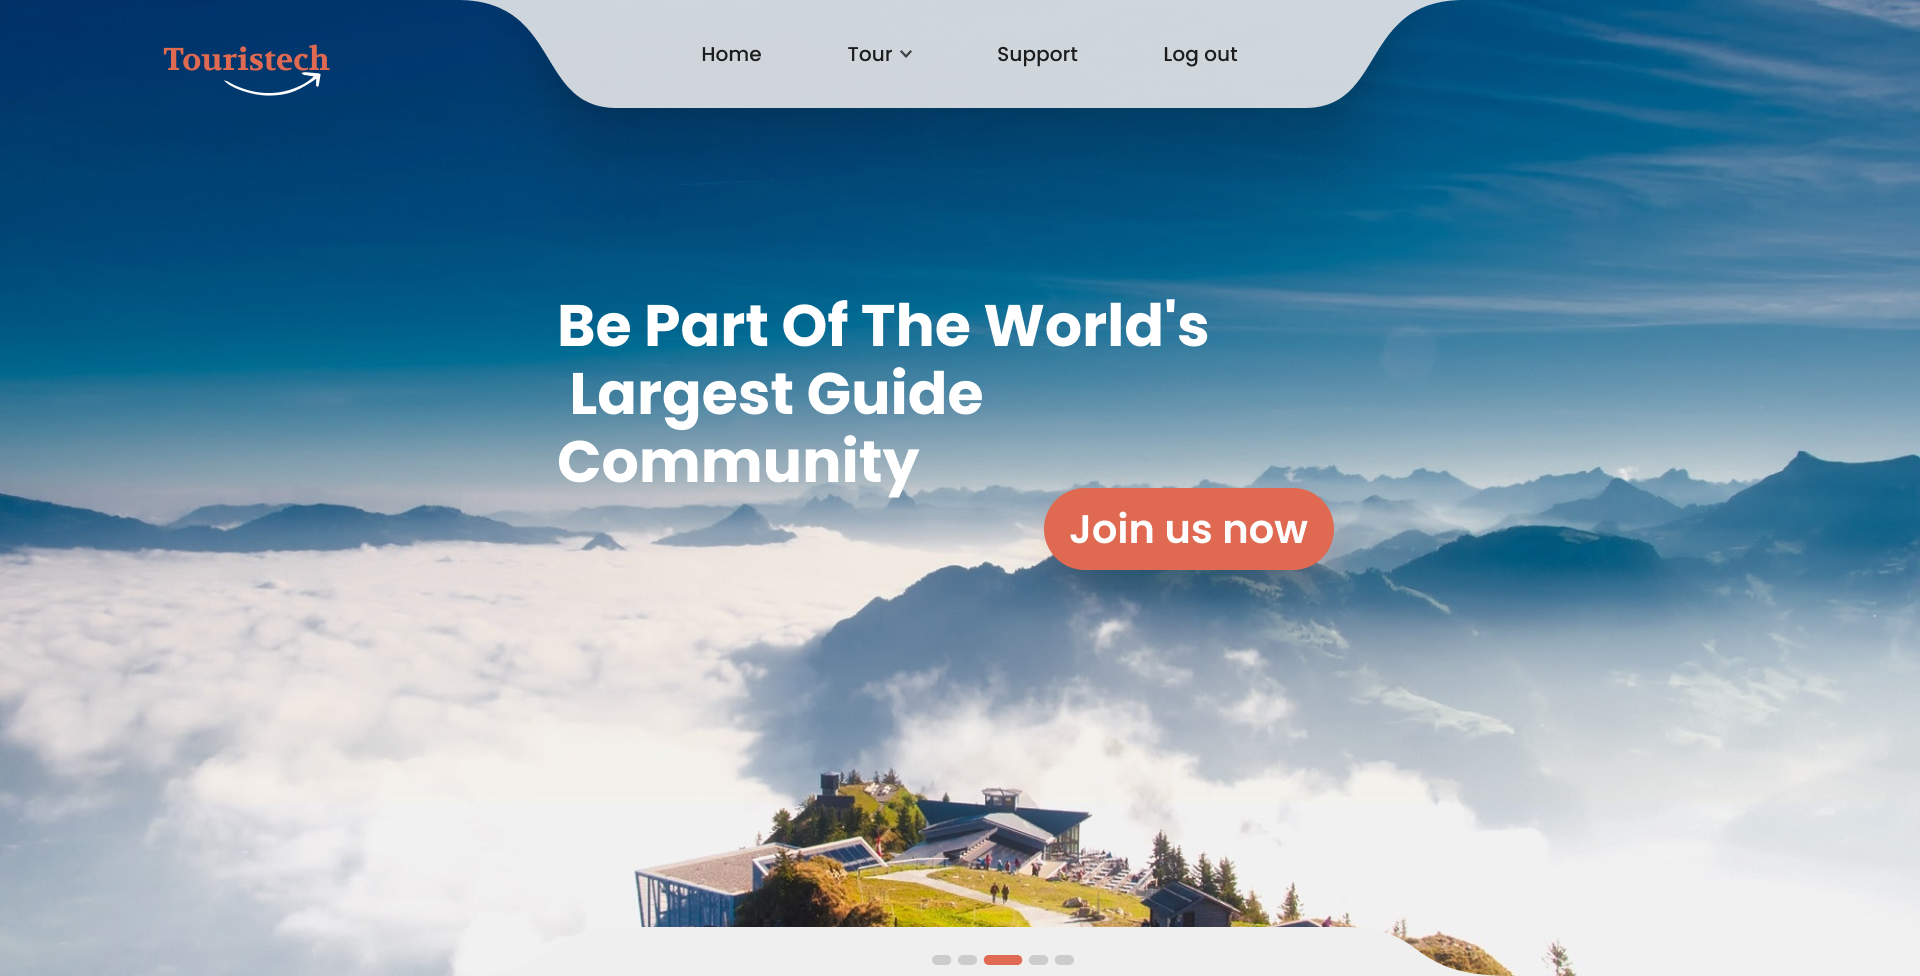 Touristech
Home
Tour
Support
Log out
Be Part Of The World's
Largest Guide
Community
Join us now